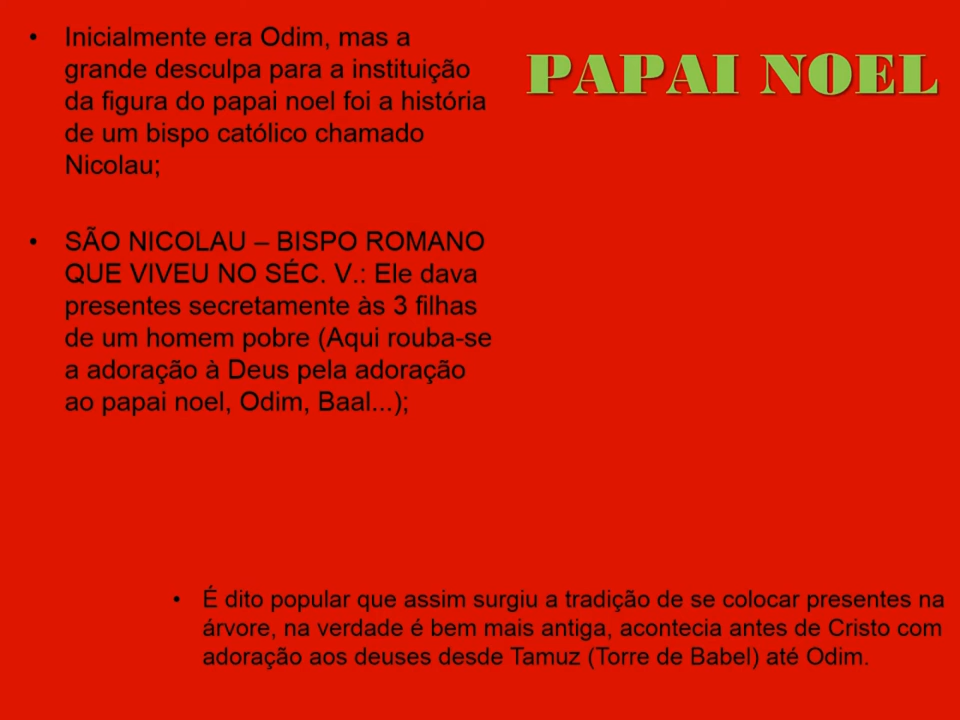 PAPAI NOEL
• Inicialmente era Odim, mas a
grande desculpa para a instituição
da figura do papai noel foi a história
de um bispo católico chamado
Nicolau;
• SÃO NICOLAU – BISPO ROMANO
QUE VIVEU NO SÉC. V.: Ele dava
presentes secretamente às 3 filhas
de um homem pobre (Aqui rouba-se
a adoração à Deus pela adoração
ao papai noel, Odim, Baal...);
• É dito popular que assim surgiu a tradição de se colocar presentes na
árvore, na verdade é bem mais antiga, acontecia antes de Cristo com
adoração aos deuses desde Tamuz (Torre de Babel) até Odim.